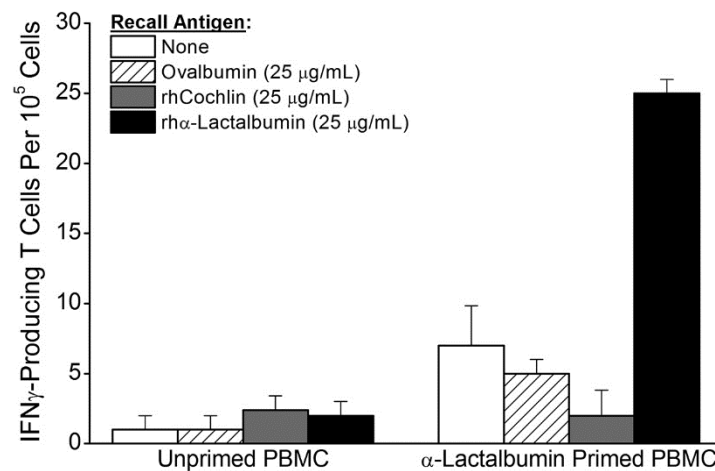 Recall Antigen:
None
Ovalbumin (25 μg/mL)
rhCochlin (25 μg/mL)
rhα-Lactalbumin (25 μg/mL)
IFNγ-Producing T Cells Per 10⁵ Cells
30
25
20
15
10
5
0
Unprimed PBMC
α-Lactalbumin Primed PBMC